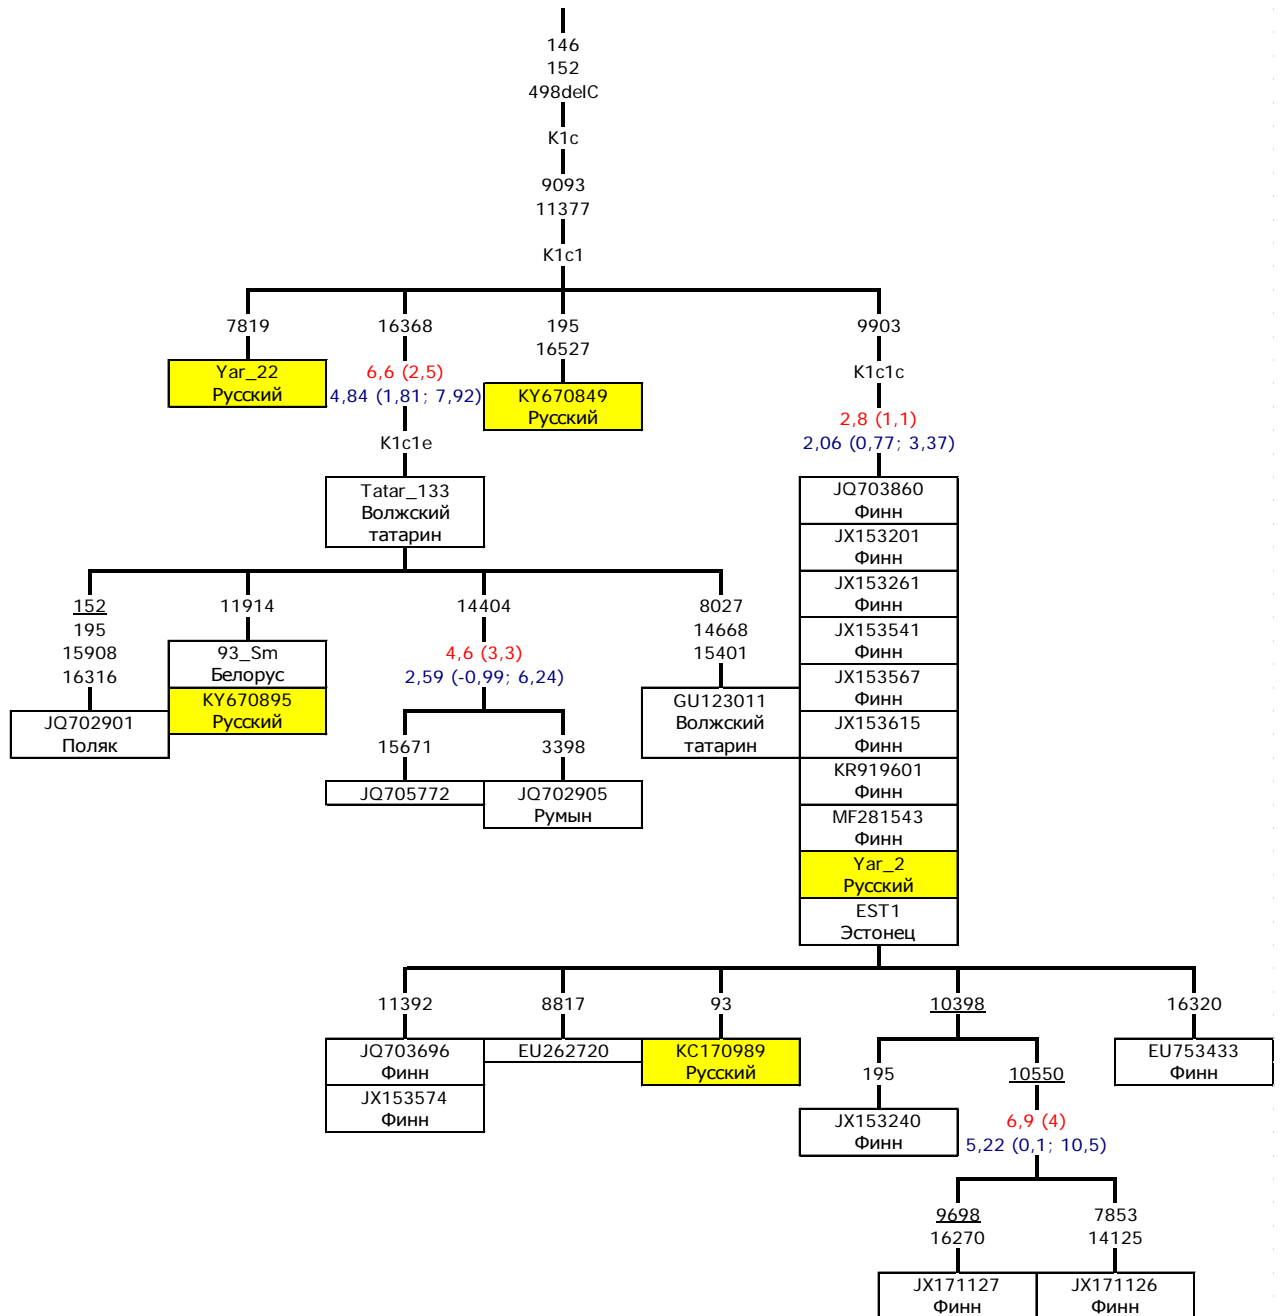 146
152
498delC
K1c
9093
11377
K1c1
7819
16368
195
16527
9903
Yar_22
Русский
6,6 (2,5)
4,84 (1,81; 7,92)
KY670849
Русский
K1c1c
2,8 (1,1)
2,06 (0,77; 3,37)
K1c1e
Tatar_133
Волжский
татарин
JQ703860
Финн
JX153201
Финн
JX153261
Финн
JX153541
Финн
JX153567
Финн
JX153615
Финн
KR919601
Финн
MF281543
Финн
Yar_2
Русский
EST1
Эстонец
152
195
15908
16316
JQ702901
Поляк
11914
93_Sm
Белорус
KY670895
Русский
14404
4,6 (3,3)
2,59 (-0,99; 6,24)
15671
JQ705772
3398
JQ702905
Румын
8027
14668
15401
GU123011
Волжский
татарин
11392
JQ703696
Финн
JX153574
Финн
8817
EU262720
93
KC170989
Русский
10398
195
JX153240
Финн
10550
6,9 (4)
5,22 (0,1; 10,5)
9698
16270
JX171127
Финн
7853
14125
JX171126
Финн
16320
EU753433
Финн